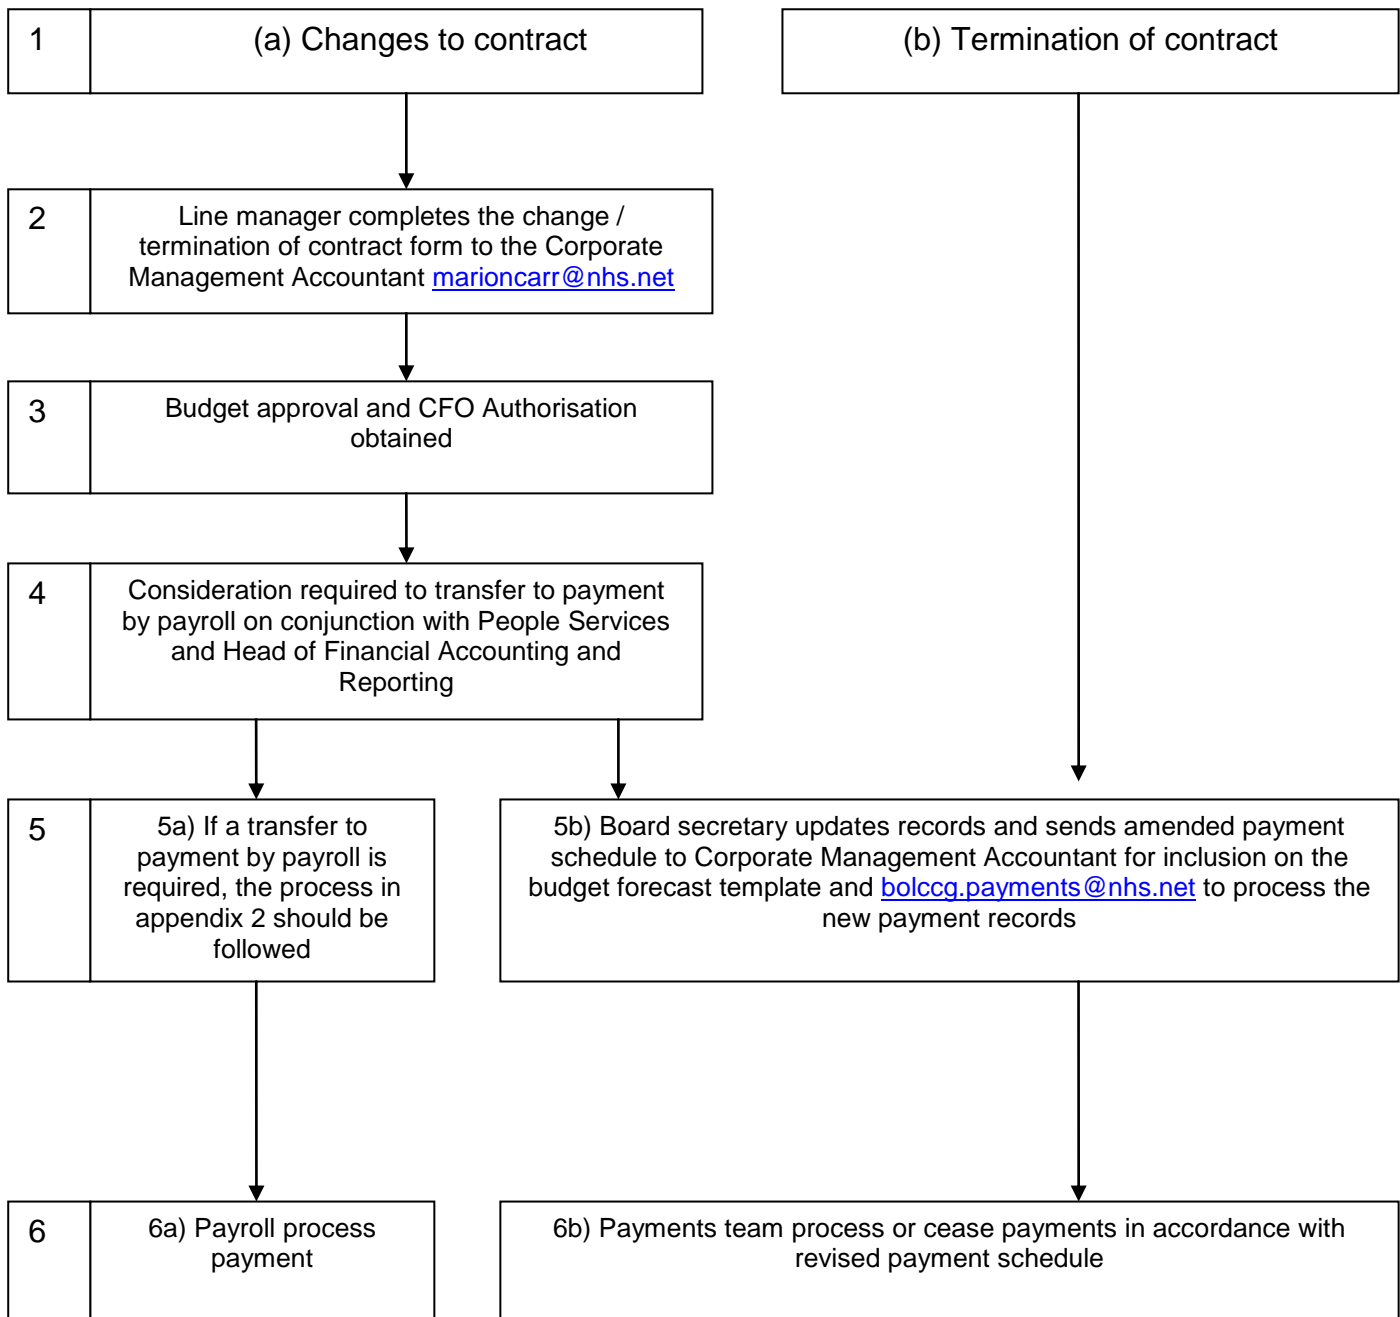 1
(a) Changes to contract
(b) Termination of contract
2
Line manager completes the change /
termination of contract form to the Corporate
Management Accountant marioncarr@nhs.net
3
Budget approval and CFO Authorisation
obtained
4
Consideration required to transfer to payment
by payroll on conjunction with People Services
and Head of Financial Accounting and
Reporting
5
5a) If a transfer to
payment by payroll is
required, the process in
appendix 2 should be
followed
5b) Board secretary updates records and sends amended payment
schedule to Corporate Management Accountant for inclusion on the
budget forecast template and bolccg.payments@nhs.net to process the
new payment records
6
6a) Payroll process
payment
6b) Payments team process or cease payments in accordance with
revised payment schedule